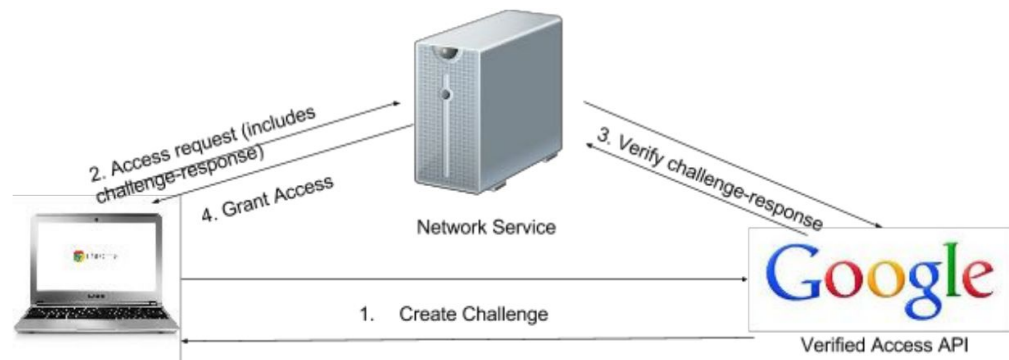 2. Access request (includes
challenge-response)
4. Grant Access
3. Verify challenge-response
Network Service
chrome
Google
1. Create Challenge
Verified Access API